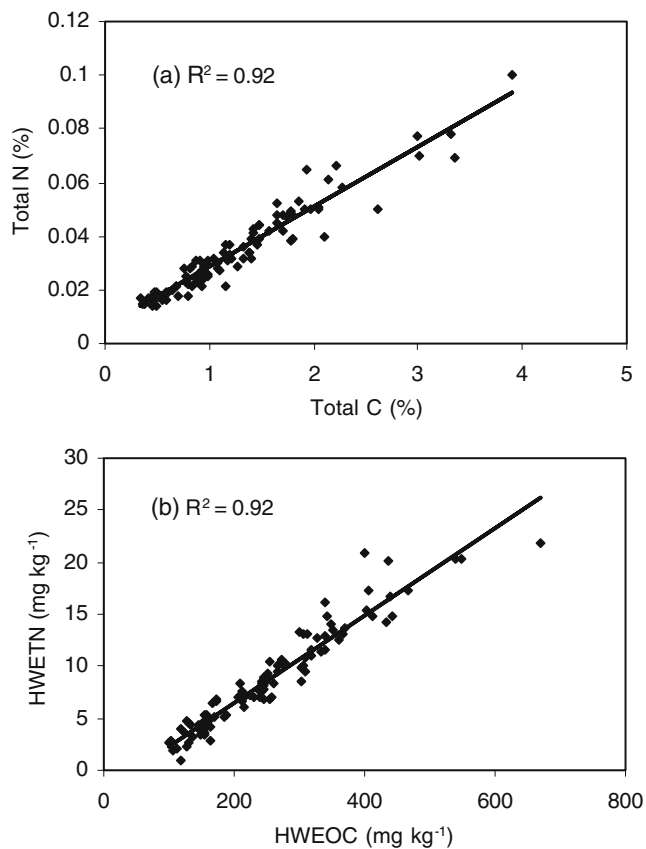 0.12
0.1
0.08
0.06
0.04
0.02
0
Total N (%)
(a) R² = 0.92
0 1 2 3 4 5
Total C (%)
30
25
20
15
10
5
0
HWETN (mg kg⁻¹)
(b) R² = 0.92
0 200 400 600 800
HWEOC (mg kg⁻¹)